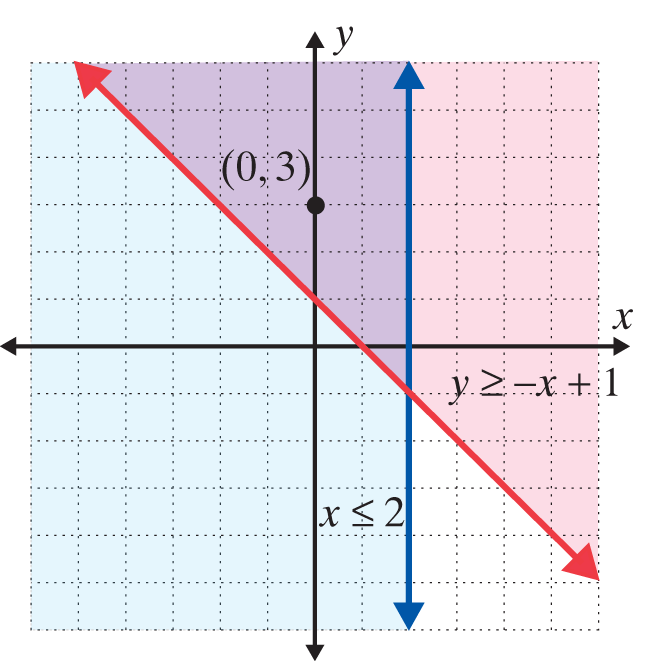 y
(0, 3)
x
y ≥ −x + 1
x ≤ 2